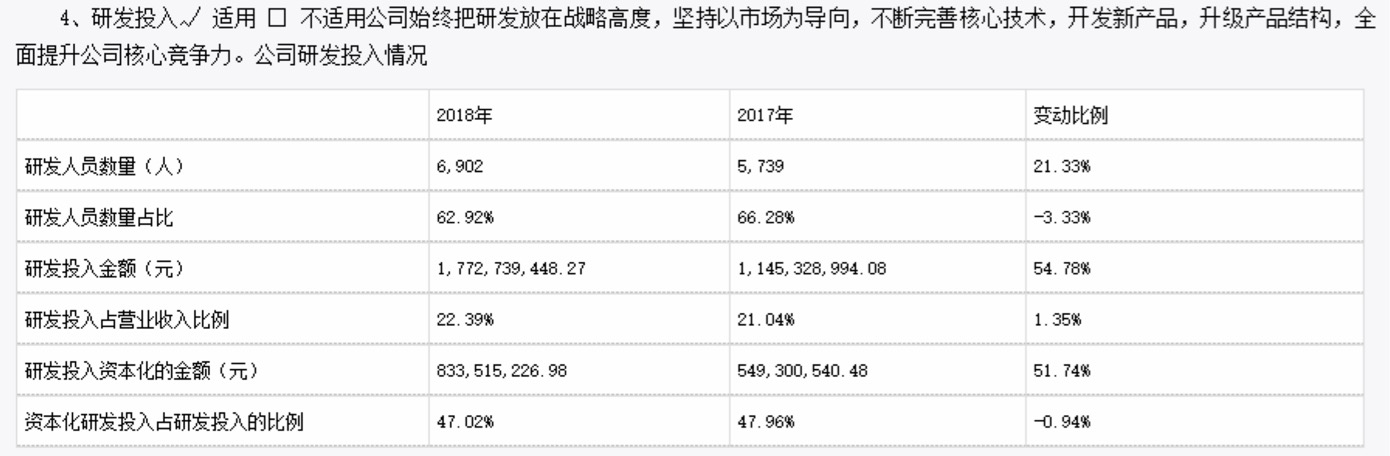 4、研发投入√ 适用 □ 不适用公司始终把研发放在战略高度，坚持以市场为导向，不断完善核心技术，开发新产品，升级产品结构，全
面提升公司核心竞争力。公司研发投入情况
2018年 2017年 变动比例
研发人员数量（人） 6,902 5,739 21.33%
研发人员数量占比 62.92% 66.28% -3.33%
研发投入金额（元） 1,772,739,448.27 1,145,328,994.08 54.78%
研发投入占营业收入比例 22.39% 21.04% 1.35%
研发投入资本化的金额（元） 833,515,226.98 549,300,540.48 51.74%
资本化研发投入占研发投入的比例 47.02% 47.96% -0.94%